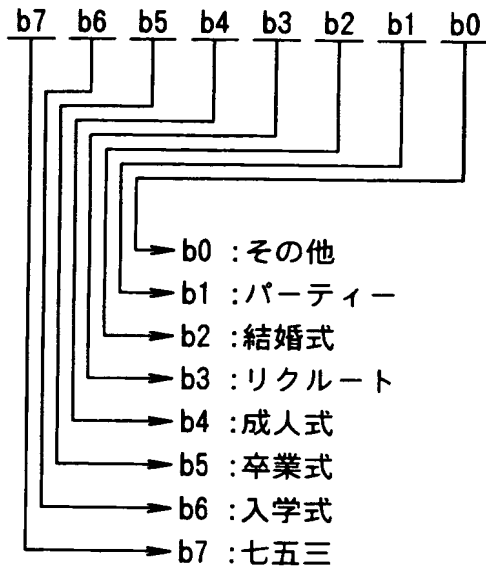 b7 b6 b5 b4 b3 b2 b1 b0
b0 :その他
b1 :パーティー
b2 :結婚式
b3 :リクルート
b4 :成人式
b5 :卒業式
b6 :入学式
b7 :七五三